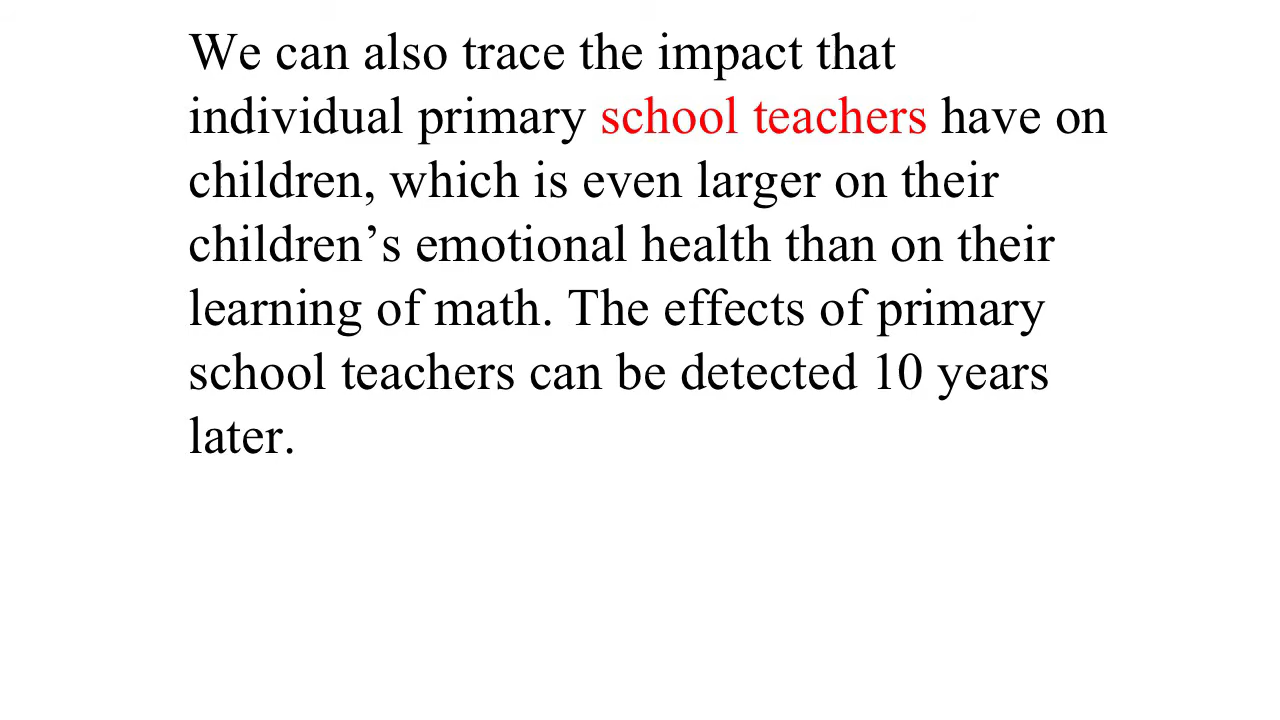 We can also trace the impact that
individual primary school teachers have on
children, which is even larger on their
children’s emotional health than on their
learning of math. The effects of primary
school teachers can be detected 10 years
later.